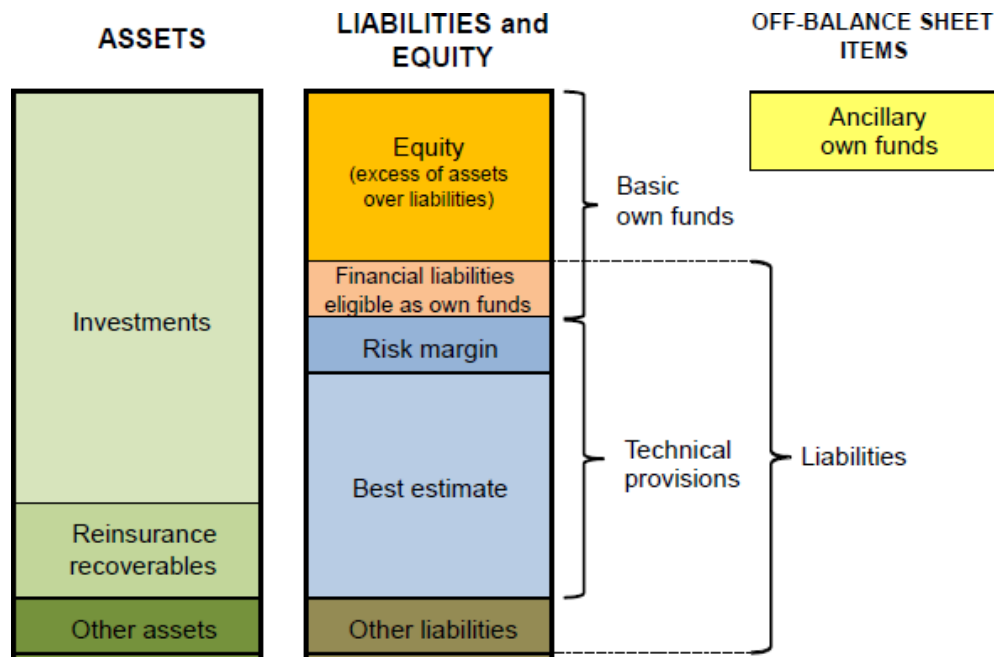 ASSETS
LIABILITIES and
EQUITY
OFF-BALANCE SHEET
ITEMS
Investments
Reinsurance
recoverables
Other assets
Equity
(excess of assets
over liabilities)
Financial liabilities
eligible as own funds
Risk margin
Best estimate
Other liabilities
Basic
own funds
Technical
provisions
Liabilities
Ancillary
own funds